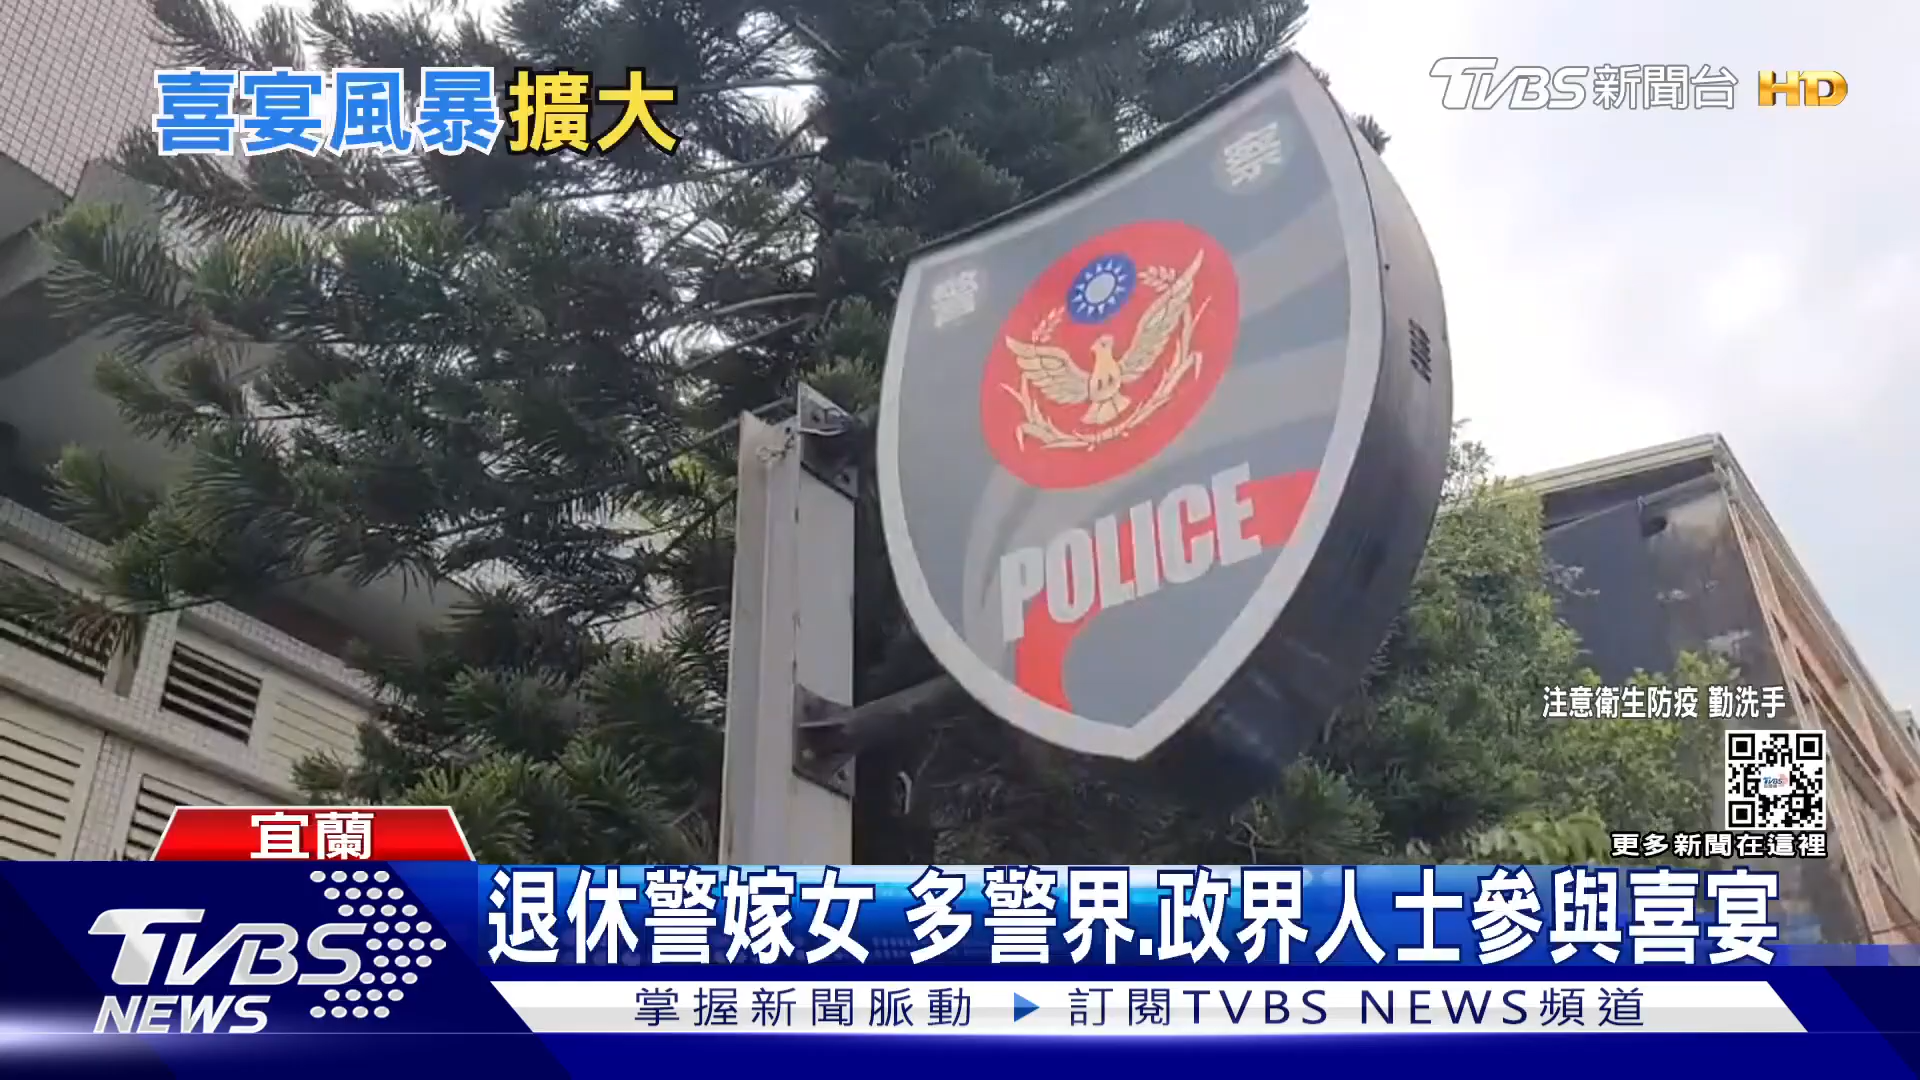 喜宴風暴擴大
TVBS新聞台 HD
警 察
POLICE
注意衛生防疫 勤洗手
TVBS
更多新聞在這裡
宜蘭
退休警嫁女 多警界.政界人士參與喜宴
TVBS
NEWS
掌握新聞脈動 ▶ 訂閱TVBS NEWS頻道